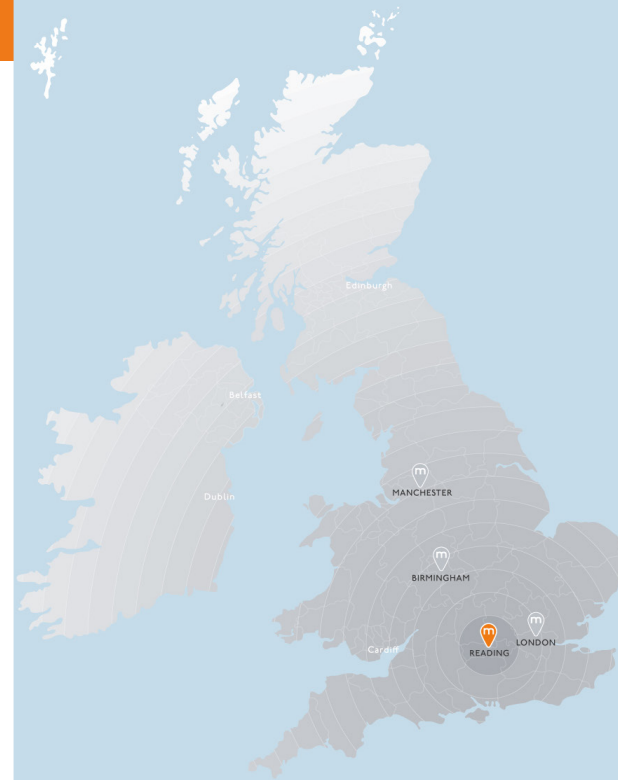 Edinburgh
Belfast
m
MANCHESTER
Dublin
m
BIRMINGHAM
m
READING
m
LONDON
Cardiff